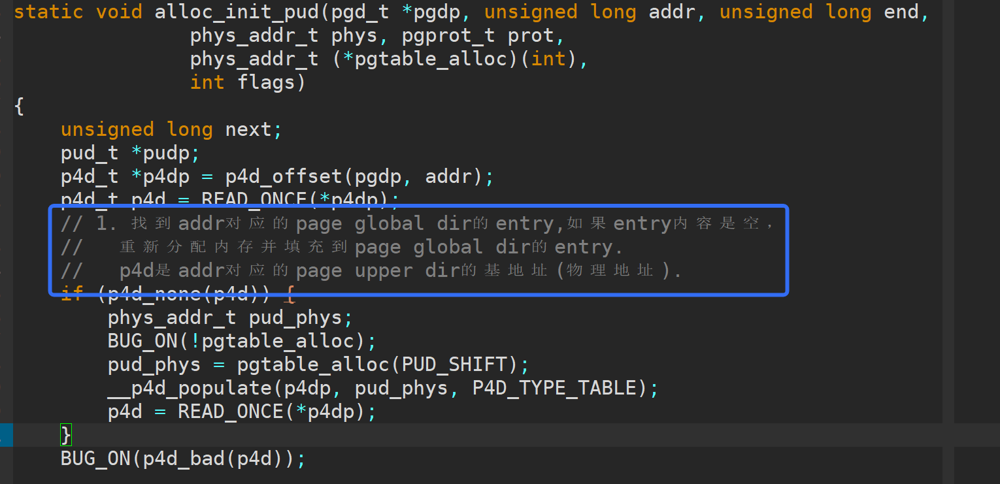 static void alloc_init_pud(pgd_t *pgdp, unsigned long addr, unsigned long end,
phys_addr_t phys, pgprot_t prot,
phys_addr_t (*pgtable_alloc)(int),
int flags)
{
unsigned long next;
pud_t *pudp;
p4d_t *p4dp = p4d_offset(pgdp, addr);
p4d_t p4d = READ_ONCE(*p4dp);
// 1. 找到addr对应的page global dir的entry,如果entry内容是空，
// 重新分配内存并填充到page global dir的entry.
// p4d是addr对应的page upper dir的基地址(物理地址).
if (p4d_none(p4d)) {
phys_addr_t pud_phys;
BUG_ON(!pgtable_alloc);
pud_phys = pgtable_alloc(PUD_SHIFT);
__p4d_populate(p4dp, pud_phys, P4D_TYPE_TABLE);
p4d = READ_ONCE(*p4dp);
}
BUG_ON(p4d_bad(p4d));